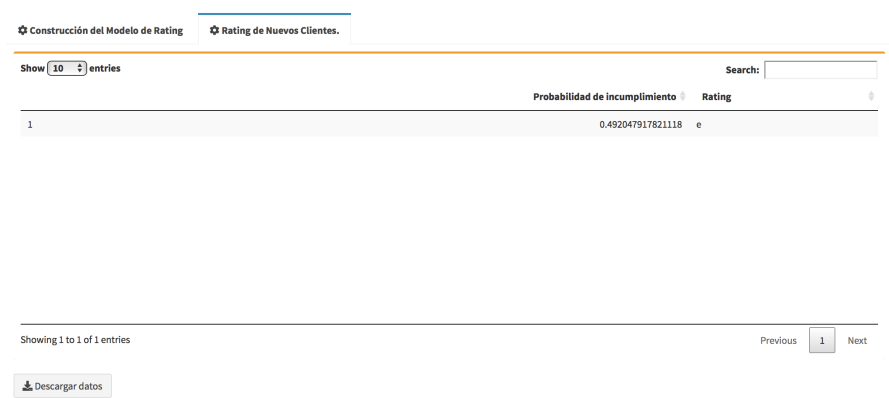 Construcción del Modelo de Rating Rating de Nuevos Clientes.
Show 10 entries Search:
Probabilidad de incumplimiento Rating
1 0.492047917821118 e
Showing 1 to 1 of 1 entries Previous 1 Next
Descargar datos